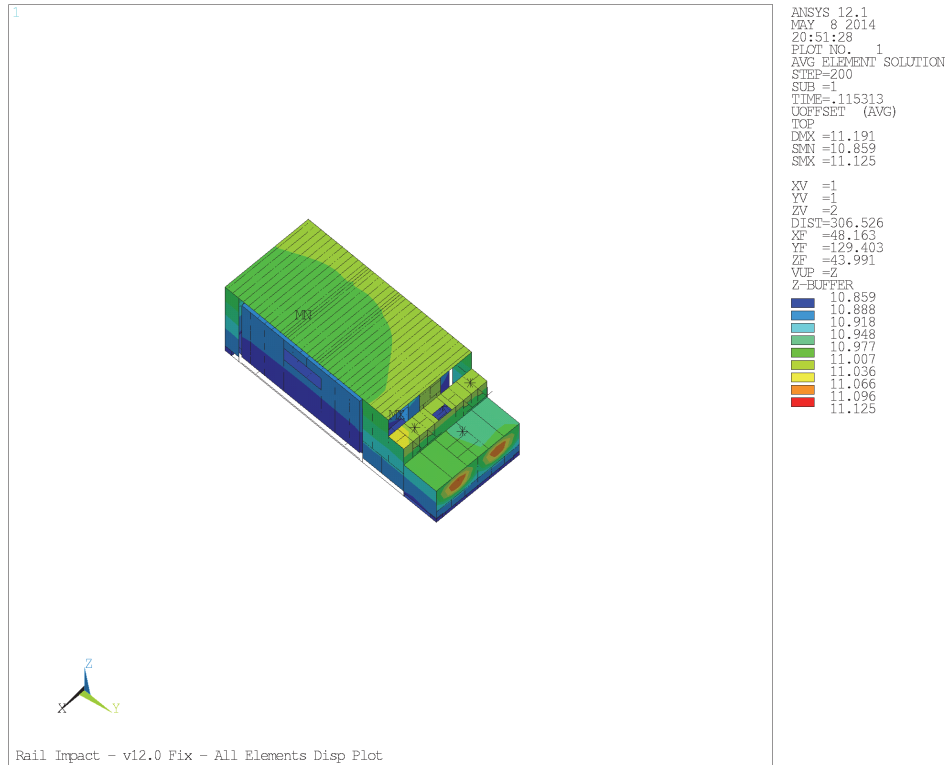 1
ANSYS 12.1
MAY 8 2014
20:51:28
PLOT NO. 1
AVG ELEMENT SOLUTION
STEP=200
SUB =1
TIME=.115313
UOFFSET (AVG)
TOP
DMX =11.191
SMN =10.859
SMX =11.125
XV =1
YV =1
ZV =2
DIST=306.526
XF =48.163
YF =129.403
ZF =43.991
VUP =Z
Z-BUFFER
10.859
10.888
10.918
10.948
10.977
11.007
11.036
11.066
11.096
11.125
MN
Z
X
Y
Rail Impact - v12.0 Fix - All Elements Disp Plot